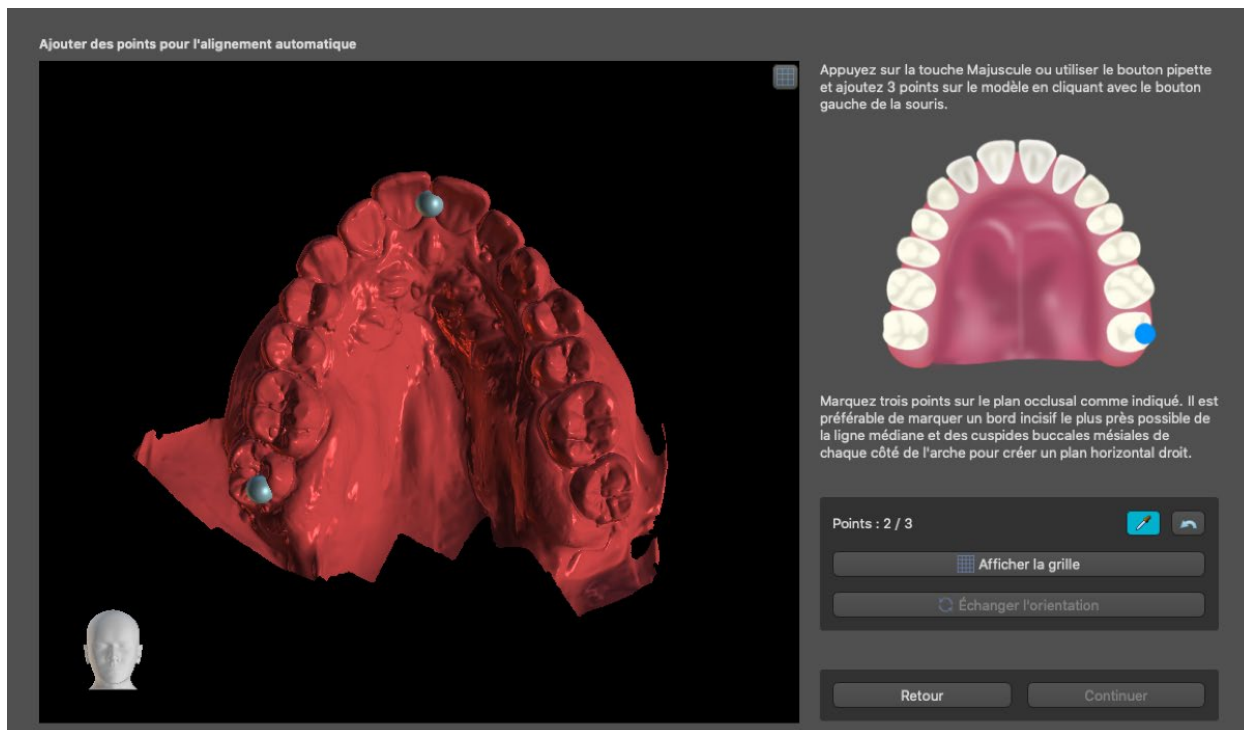 Ajouter des points pour l'alignement automatique
Appuyez sur la touche Majuscule ou utiliser le bouton pipette
et ajoutez 3 points sur le modèle en cliquant avec le bouton
gauche de la souris.
Marquez trois points sur le plan occlusal comme indiqué. Il est
préférable de marquer un bord incisif le plus près possible de
la ligne médiane et des cuspides buccales mésiales de
chaque côté de l'arche pour créer un plan horizontal droit.
Points : 2 / 3
Afficher la grille
Échanger l'orientation
Retour
Continuer